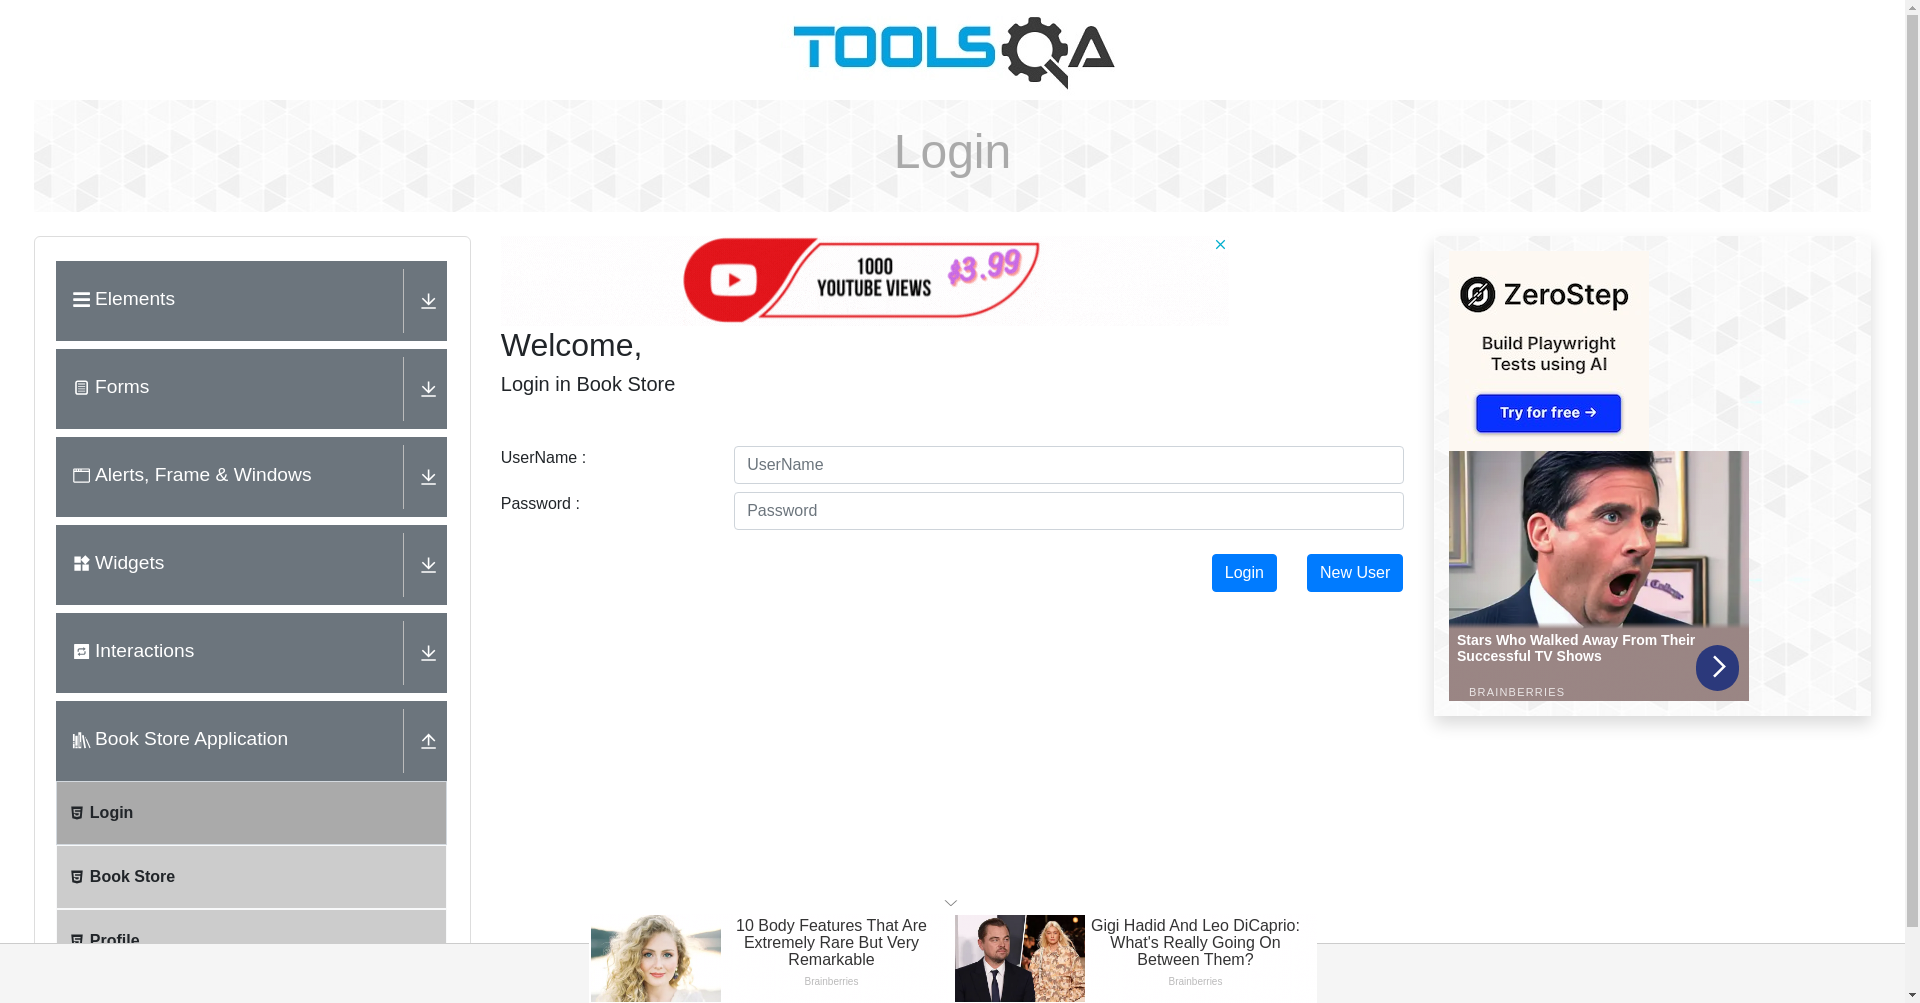 TOOLSQA
Login
Elements
Forms
Alerts, Frame & Windows
Widgets
Interactions
Book Store Application
Login
Book Store
Profile
1000
YOUTUBE VIEWS
$3.99
Welcome,
Login in Book Store
UserName :
UserName
Password :
Password
Login
New User
ZeroStep
Build Playwright
Tests using AI
Try for free →
Stars Who Walked Away From Their
Successful TV Shows
BRAINBERRIES
10 Body Features That Are
Extremely Rare But Very
Remarkable
Brainberries
Gigi Hadid And Leo DiCaprio:
What's Really Going On
Between Them?
Brainberries